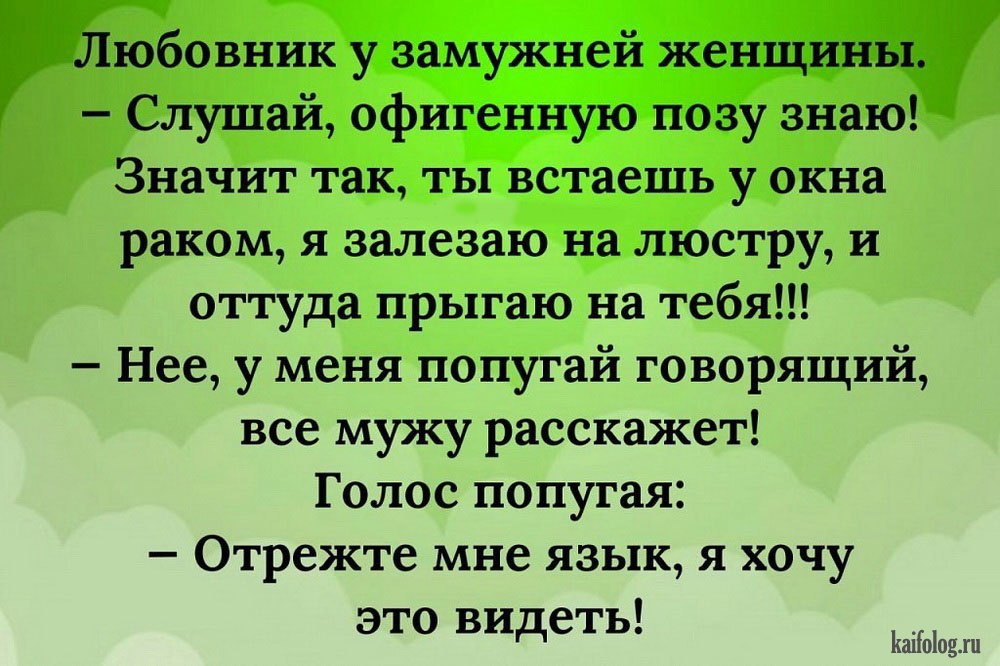 Любовник у замужней женщины.
– Слушай, офигенную позу знаю!
Значит так, ты встаешь у окна
раком, я залезаю на люстру, и
оттуда прыгаю на тебя!!!
– Нее, у меня попугай говорящий,
все мужу расскажет!
Голос попугая:
– Отрежте мне язык, я хочу
это видеть!
kaifolog.ru